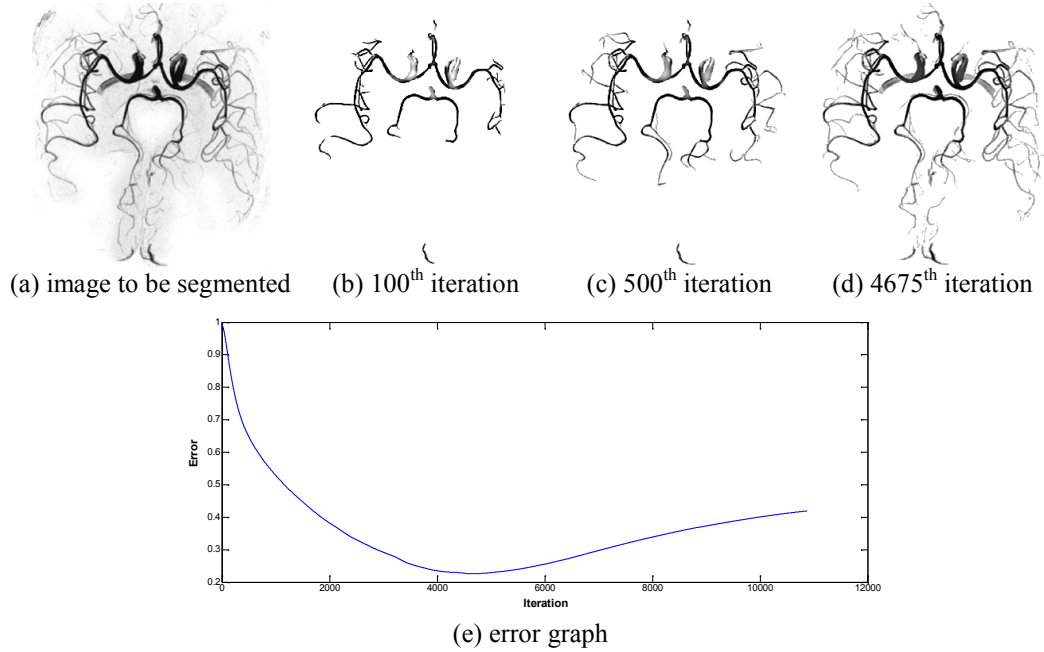 (a) image to be segmented
(b) 100th iteration
(c) 500th iteration
(d) 4675th iteration
1
0.9
0.8
0.7
0.6
0.5
0.4
0.3
0.2
Error
0 2000 4000 6000 8000 10000 12000
Iteration
(e) error graph